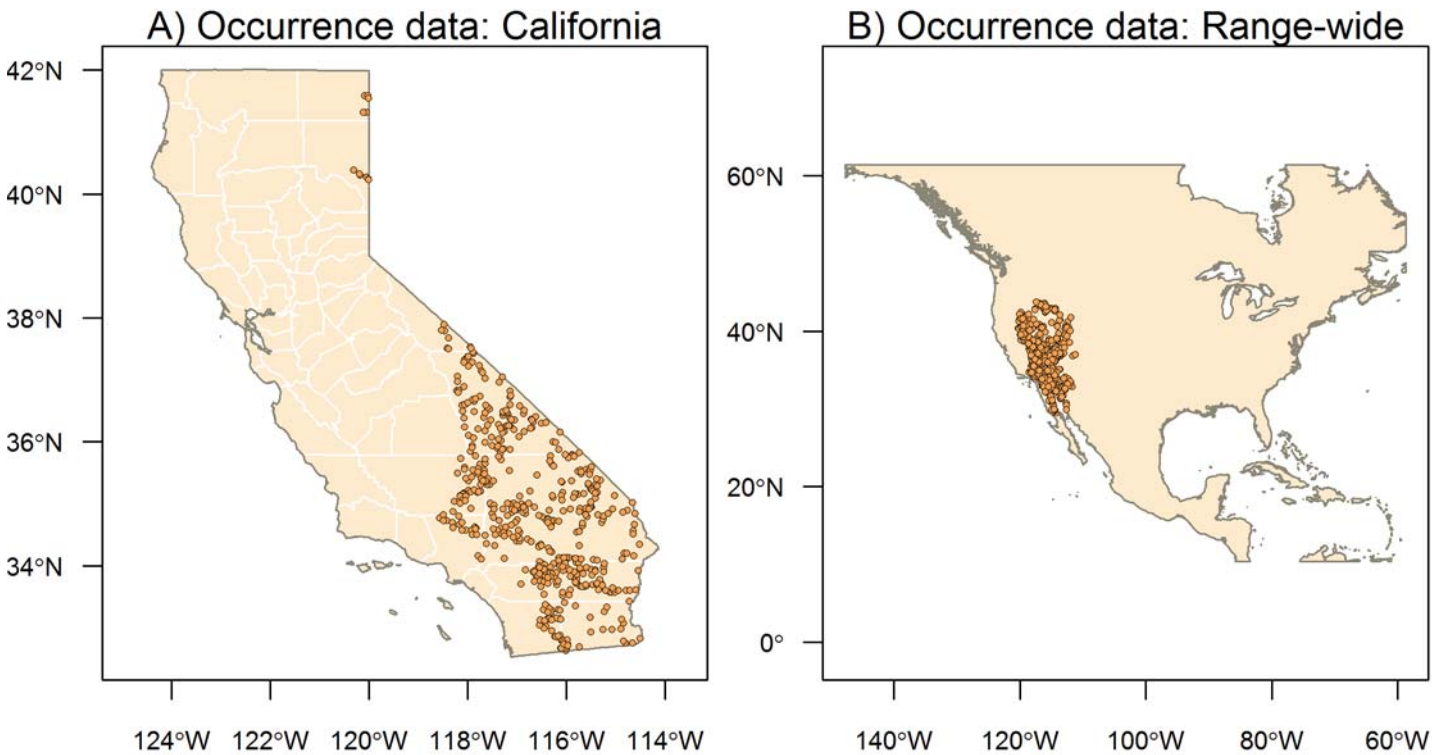 A) Occurrence data: California
42°N
40°N
38°N
36°N
34°N
124°W 122°W 120°W 118°W 116°W 114°W
B) Occurrence data: Range-wide
60°N
40°N
20°N
0°
140°W 120°W 100°W 80°W 60°W